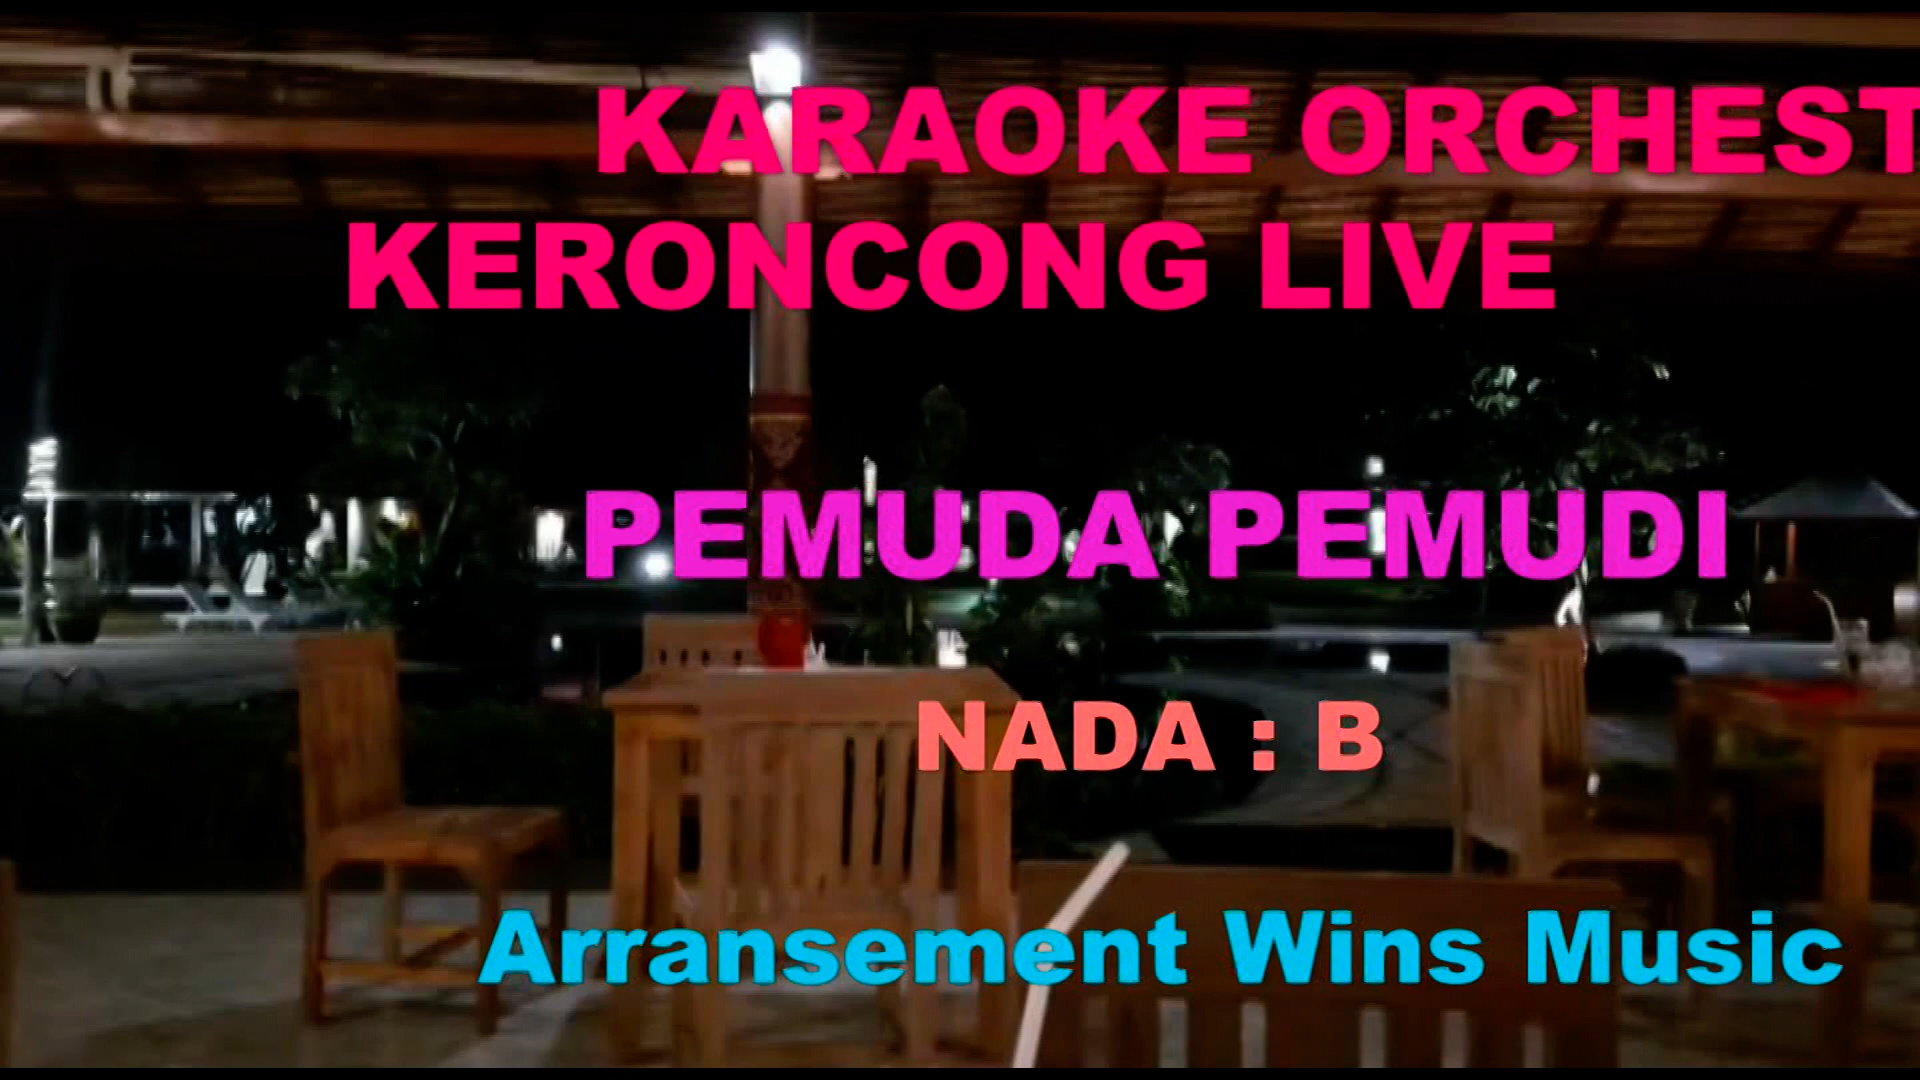 KARAOKE ORCHEST
KERONCONG LIVE
PEMUDA PEMUDI
NADA : B
Arransement Wins Music